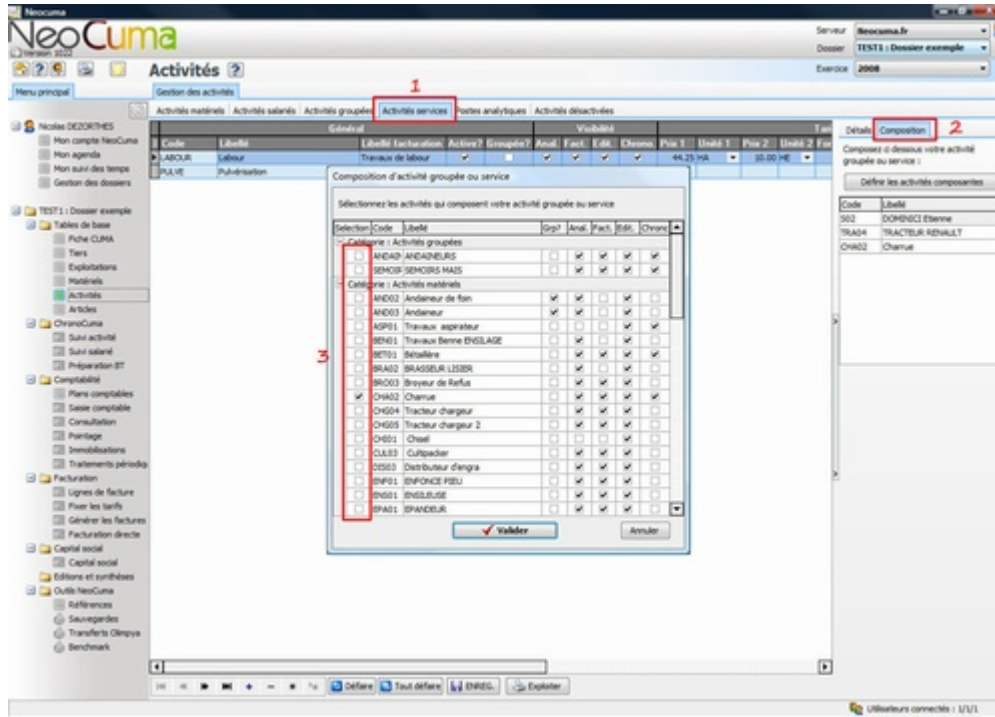 Neocuma
NeoCuma
Version 1022
Serveur Neocuma.fr
Dossier TEST1 : Dossier exemple
Exercice 2008
Activités
Menu principal
Gestion des activités
1
Activités matériels Activités salariés Activités groupées Activités services Postes analytiques Activités désactivées
Nicolas DEZORTHES
Mon compte NeoCuma
Mon agenda
Mon suivi des temps
Gestion des dossiers
TEST1 : Dossier exemple
Tables de base
Fiche CUMA
Tiers
Exploitations
Matériels
Activités
Articles
ChronoCuma
Suivi activité
Suivi salarié
Préparation BT
Comptabilité
Plans comptables
Saisie comptable
Consultation
Pointage
Immobilisations
Traitements périodiq
Facturation
Lignes de facture
Fixer les tarifs
Générer les factures
Facturation directe
Capital social
Capital social
Editions et synthèses
Outils NeoCuma
Références
Sauvegardes
Transferts Olimpya
Benchmark
Général Visibilité
Code Libellé Libellé facturation Active? Groupée? Anal. Fact. Edit. Chrono. Prix 1 Unité 1 Prix 2 Unité 2
LABOUR Labour Travaux de labour 44.25 HA 10.00 HE
PULVE Pulvérisation
Composition d'activité groupée ou service
Sélectionnez les activités qui composent votre activité groupée ou service
Selection Code Libellé Grp? Anal. Fact. Edit. Chrono
Catégorie : Activités groupées
ANDAIN ANDAINEURS
SEMOIR SEMOIRS MAIS
Catégorie : Activités matériels
AND02 Andaineur de foin
AND03 Andaineur
ASP01 Travaux aspirateur
BEN01 Travaux Benne ENSILAGE
3
BET01 Bétaillère
BRA02 BRASSEUR LISIER
BRO03 Broyeur de Refus
CHA02 Charrue
CHG04 Tracteur chargeur
CHG05 Tracteur chargeur 2
CHI01 Chisel
CUL03 Cultipacker
DIS03 Distributeur d'engra
ENF01 ENFONCE PIEU
ENS01 ENSILEUSE
EPA01 EPANDEUR
Valider Annuler
Détails Composition 2
Composez ci dessous votre activité
groupée ou service :
Définir les activités composantes
Code Libellé
S02 DOMINICI Etienne
TRA04 TRACTEUR RENAULT
CHA02 Charrue
Défaire Tout défaire ENREG. Exploiter
Utilisateurs connectés : 1/1/1